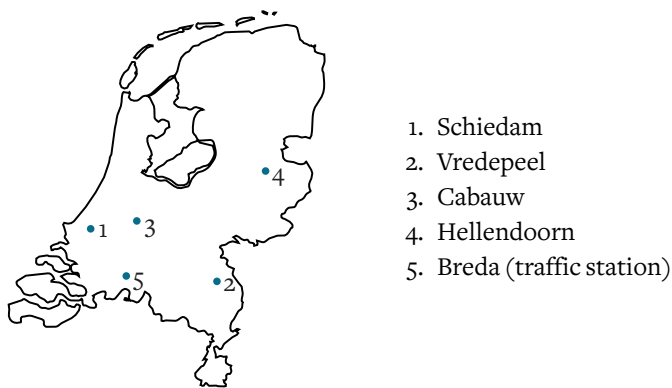 1. Schiedam
2. Vredepeel
3. Cabauw
4. Hellendoorn
5. Breda (traffic station)
4
3
1
5
2